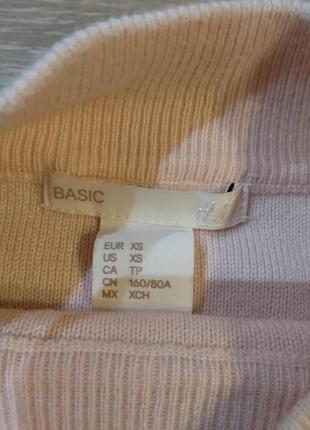 BASIC
EUR XS
US XS
CA TP
CN 160/80A
MX XCH